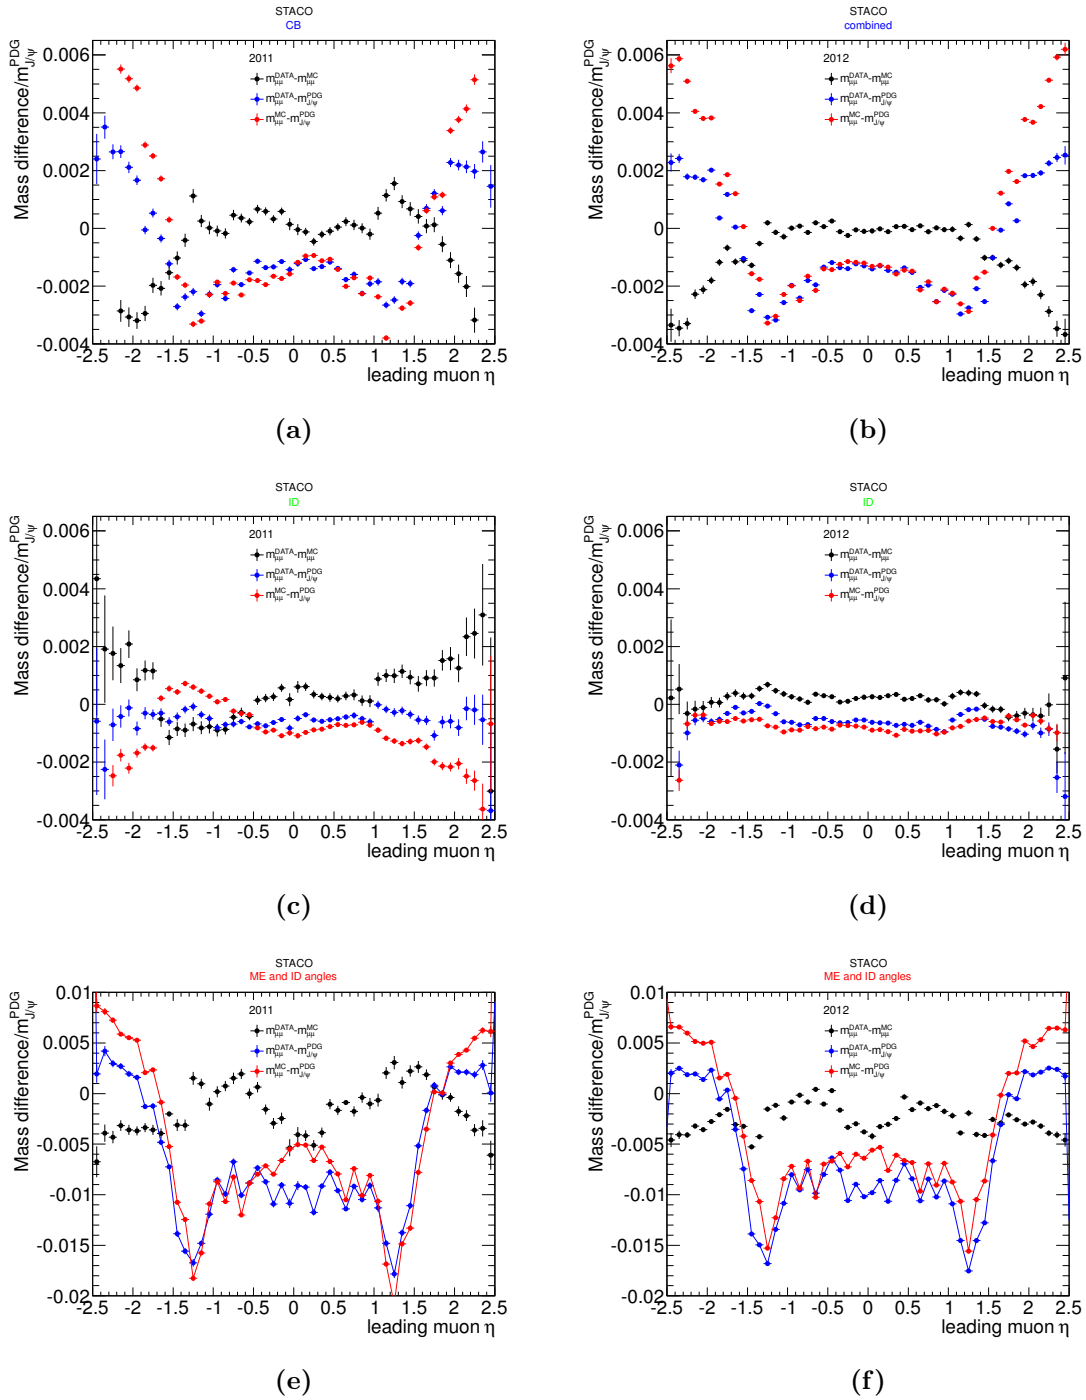 STACO
CB
2011
m_μμ^DATA-m_μμ^MC
m_μμ^DATA-m_J/ψ^PDG
m_μμ^MC-m_J/ψ^PDG
Mass difference/m_J/ψ^PDG
0.006
0.004
0.002
0
-0.002
-0.004
-2.5 -2 -1.5 -1 -0.5 0 0.5 1 1.5 2 2.5
leading muon η
(a)
STACO
combined
2012
m_μμ^DATA-m_μμ^MC
m_μμ^DATA-m_J/ψ^PDG
m_μμ^MC-m_J/ψ^PDG
Mass difference/m_J/ψ^PDG
0.006
0.004
0.002
0
-0.002
-0.004
-2.5 -2 -1.5 -1 -0.5 0 0.5 1 1.5 2 2.5
leading muon η
(b)
STACO
ID
2011
m_μμ^DATA-m_μμ^MC
m_μμ^DATA-m_J/ψ^PDG
m_μμ^MC-m_J/ψ^PDG
Mass difference/m_J/ψ^PDG
0.006
0.004
0.002
0
-0.002
-0.004
-2.5 -2 -1.5 -1 -0.5 0 0.5 1 1.5 2 2.5
leading muon η
(c)
STACO
ID
2012
m_μμ^DATA-m_μμ^MC
m_μμ^DATA-m_J/ψ^PDG
m_μμ^MC-m_J/ψ^PDG
Mass difference/m_J/ψ^PDG
0.006
0.004
0.002
0
-0.002
-0.004
-2.5 -2 -1.5 -1 -0.5 0 0.5 1 1.5 2 2.5
leading muon η
(d)
STACO
ME and ID angles
2011
m_μμ^DATA-m_μμ^MC
m_μμ^DATA-m_J/ψ^PDG
m_μμ^MC-m_J/ψ^PDG
Mass difference/m_J/ψ^PDG
0.01
0.005
0
-0.005
-0.01
-0.015
-0.02
-2.5 -2 -1.5 -1 -0.5 0 0.5 1 1.5 2 2.5
leading muon η
(e)
STACO
ME and ID angles
2012
m_μμ^DATA-m_μμ^MC
m_μμ^DATA-m_J/ψ^PDG
m_μμ^MC-m_J/ψ^PDG
Mass difference/m_J/ψ^PDG
0.01
0.005
0
-0.005
-0.01
-0.015
-0.02
-2.5 -2 -1.5 -1 -0.5 0 0.5 1 1.5 2 2.5
leading muon η
(f)